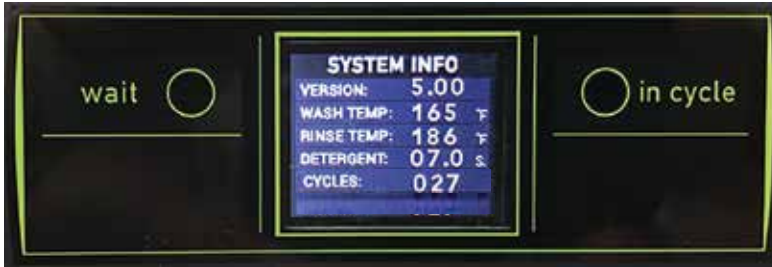 wait
SYSTEM INFO
VERSION: 5.00
WASH TEMP: 165 °F
RINSE TEMP: 186 °F
DETERGENT: 07.0 S.
CYCLES: 027
in cycle